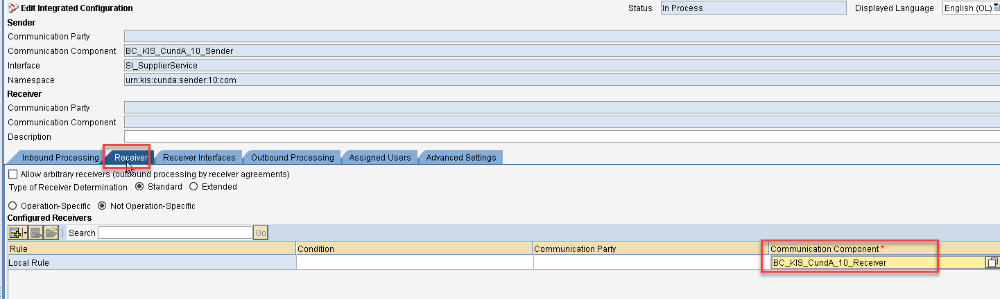 Edit Integrated Configuration Status In Process Displayed Language English (OL)
Sender
Communication Party
Communication Component BC_KIS_CundA_10_Sender
Interface SI_SupplierService
Namespace urn:kis:cunda:sender:10:com
Receiver
Communication Party
Communication Component
Description
Inbound Processing Receiver Receiver Interfaces Outbound Processing Assigned Users Advanced Settings
Allow arbitrary receivers (outbound processing by receiver agreements)
Type of Receiver Determination Standard Extended
Operation-Specific Not Operation-Specific
Configured Receivers
Search Go
Rule Condition Communication Party Communication Component *
Local Rule BC_KIS_CundA_10_Receiver